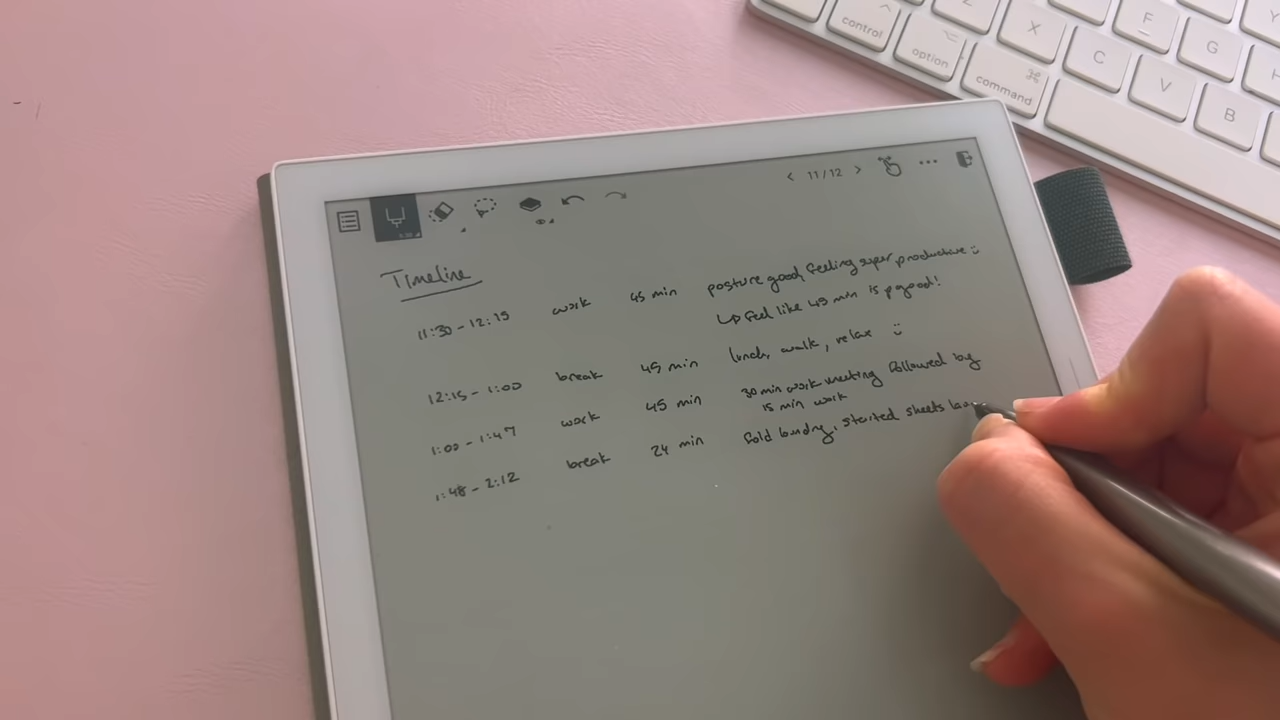 control
option
command
Z
X
C
V
B
F
G
H
Y
< 11/12 > •••
Timeline
11:30 - 12:15 work 45 min posture good, feeling super productive :)
↳ feel like 45 min is p good!
12:15 - 1:00 break 45 min lunch, walk, relax :)
1:00 - 1:47 work 45 min 30 min work meeting followed by
15 min work
1:48 - 2:12 break 24 min fold laundry, started sheets lau